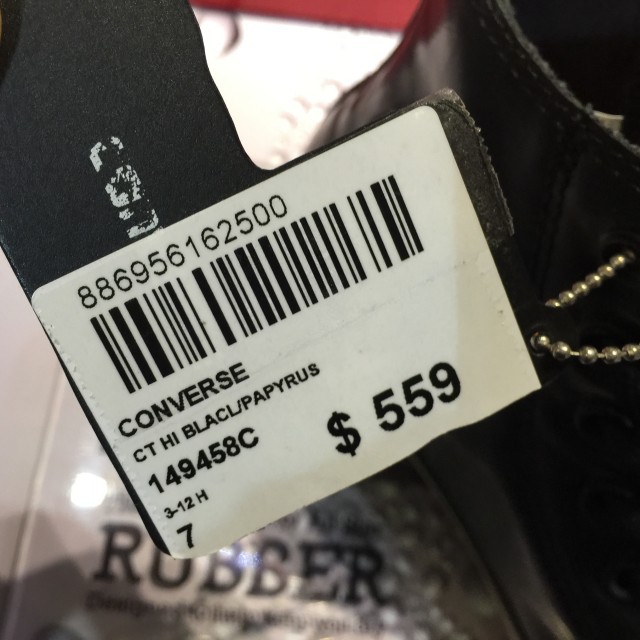 886956162500
CONVERSE
CT HI BLACL/PAPYRUS
149458C
$ 559
3-12 H
7
RUBBER